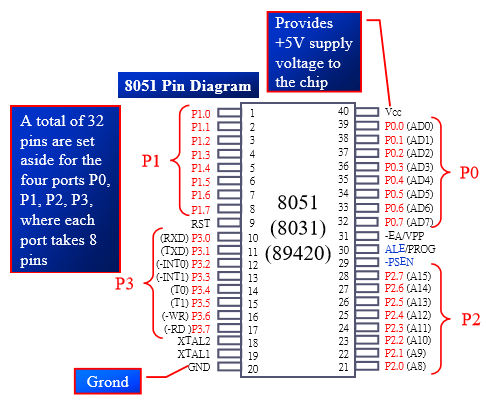 Provides
+5V supply
voltage to
the chip
8051 Pin Diagram
A total of 32
pins are set
aside for the
four ports P0,
P1, P2, P3,
where each
port takes 8
pins
P1
P3
P0
P2
8051
(8031)
(89420)
P1.0 1
P1.1 2
P1.2 3
P1.3 4
P1.4 5
P1.5 6
P1.6 7
P1.7 8
RST 9
(RXD) P3.0 10
(TXD) P3.1 11
(-INT0) P3.2 12
(-INT1) P3.3 13
(T0) P3.4 14
(T1) P3.5 15
(-WR) P3.6 16
(-RD ) P3.7 17
XTAL2 18
XTAL1 19
GND 20
40 Vcc
39 P0.0 (AD0)
38 P0.1 (AD1)
37 P0.2 (AD2)
36 P0.3 (AD3)
35 P0.4 (AD4)
34 P0.5 (AD5)
33 P0.6 (AD6)
32 P0.7 (AD7)
31 -EA/VPP
30 ALE/PROG
29 -PSEN
28 P2.7 (A15)
27 P2.6 (A14)
26 P2.5 (A13)
25 P2.4 (A12)
24 P2.3 (A11)
23 P2.2 (A10)
22 P2.1 (A9)
21 P2.0 (A8)
Grond